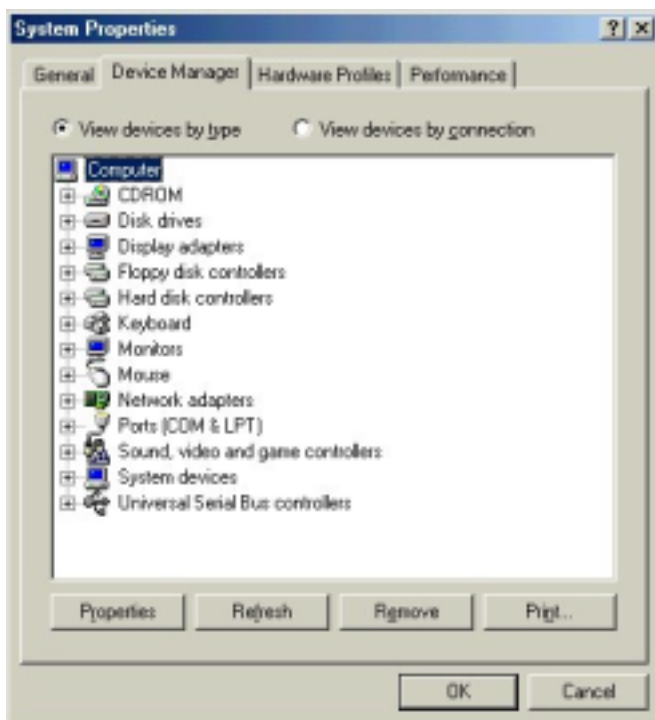 System Properties
General Device Manager Hardware Profiles Performance
View devices by type View devices by connection
Computer
CDROM
Disk drives
Display adapters
Floppy disk controllers
Hard disk controllers
Keyboard
Monitors
Mouse
Network adapters
Ports (COM & LPT)
Sound, video and game controllers
System devices
Universal Serial Bus controllers
Properties Refresh Remove Print...
OK Cancel